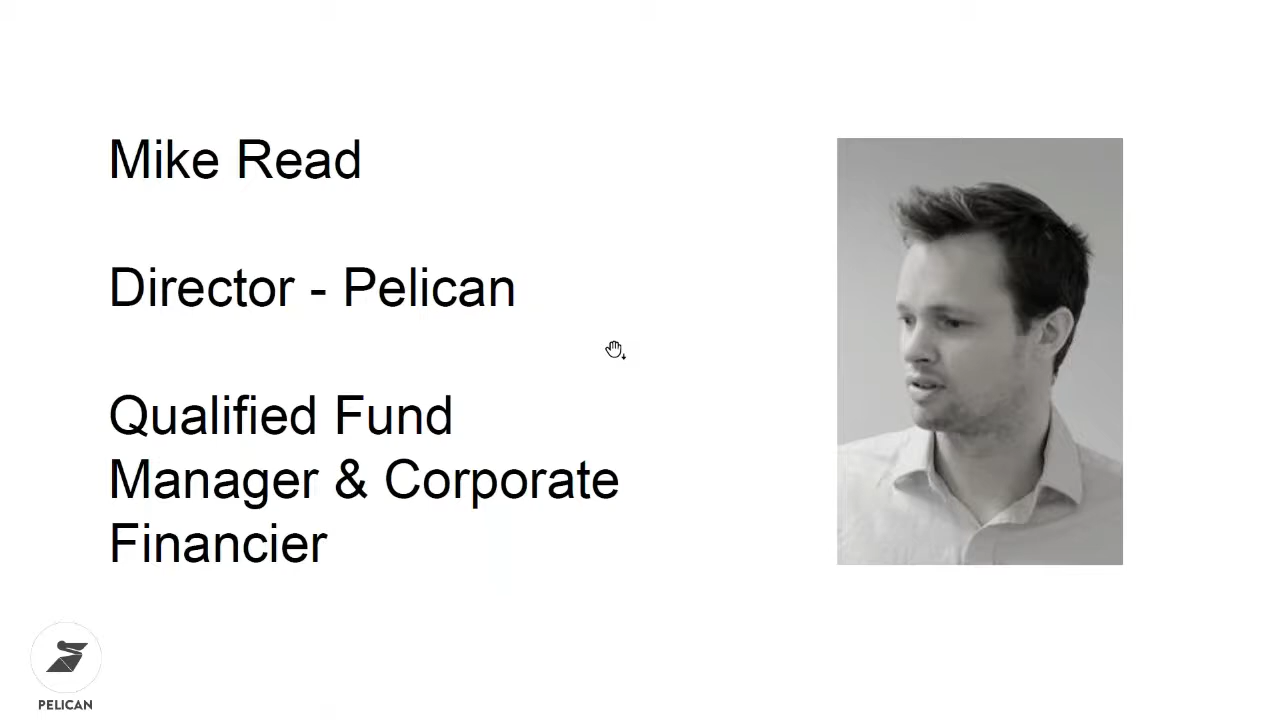 Mike Read
Director - Pelican
Qualified Fund
Manager & Corporate
Financier
PELICAN